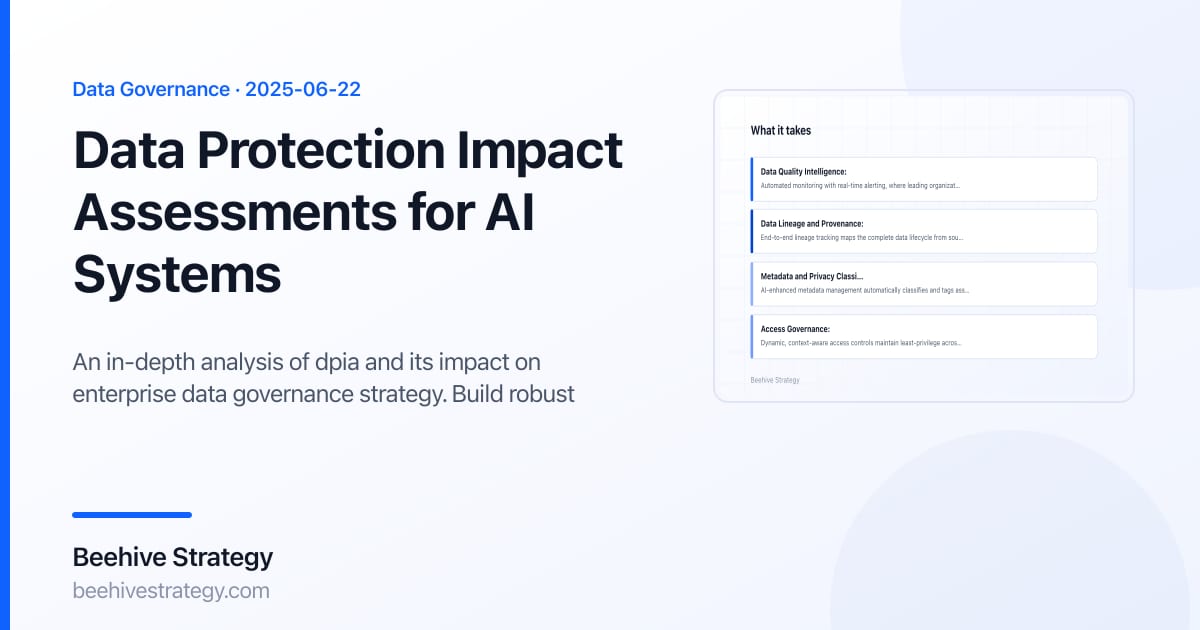 Data Governance · 2025-06-22
Data Protection Impact
Assessments for AI
Systems
An in-depth analysis of dpia and its impact on
enterprise data governance strategy. Build robust
Beehive Strategy
beehivestrategy.com
What it takes
Data Quality Intelligence:
Automated monitoring with real-time alerting, where leading organizat...
Data Lineage and Provenance:
End-to-end lineage tracking maps the complete data lifecycle from sou...
Metadata and Privacy Classi...
AI-enhanced metadata management automatically classifies and tags ass...
Access Governance:
Dynamic, context-aware access controls maintain least-privilege acros...
Beehive Strategy